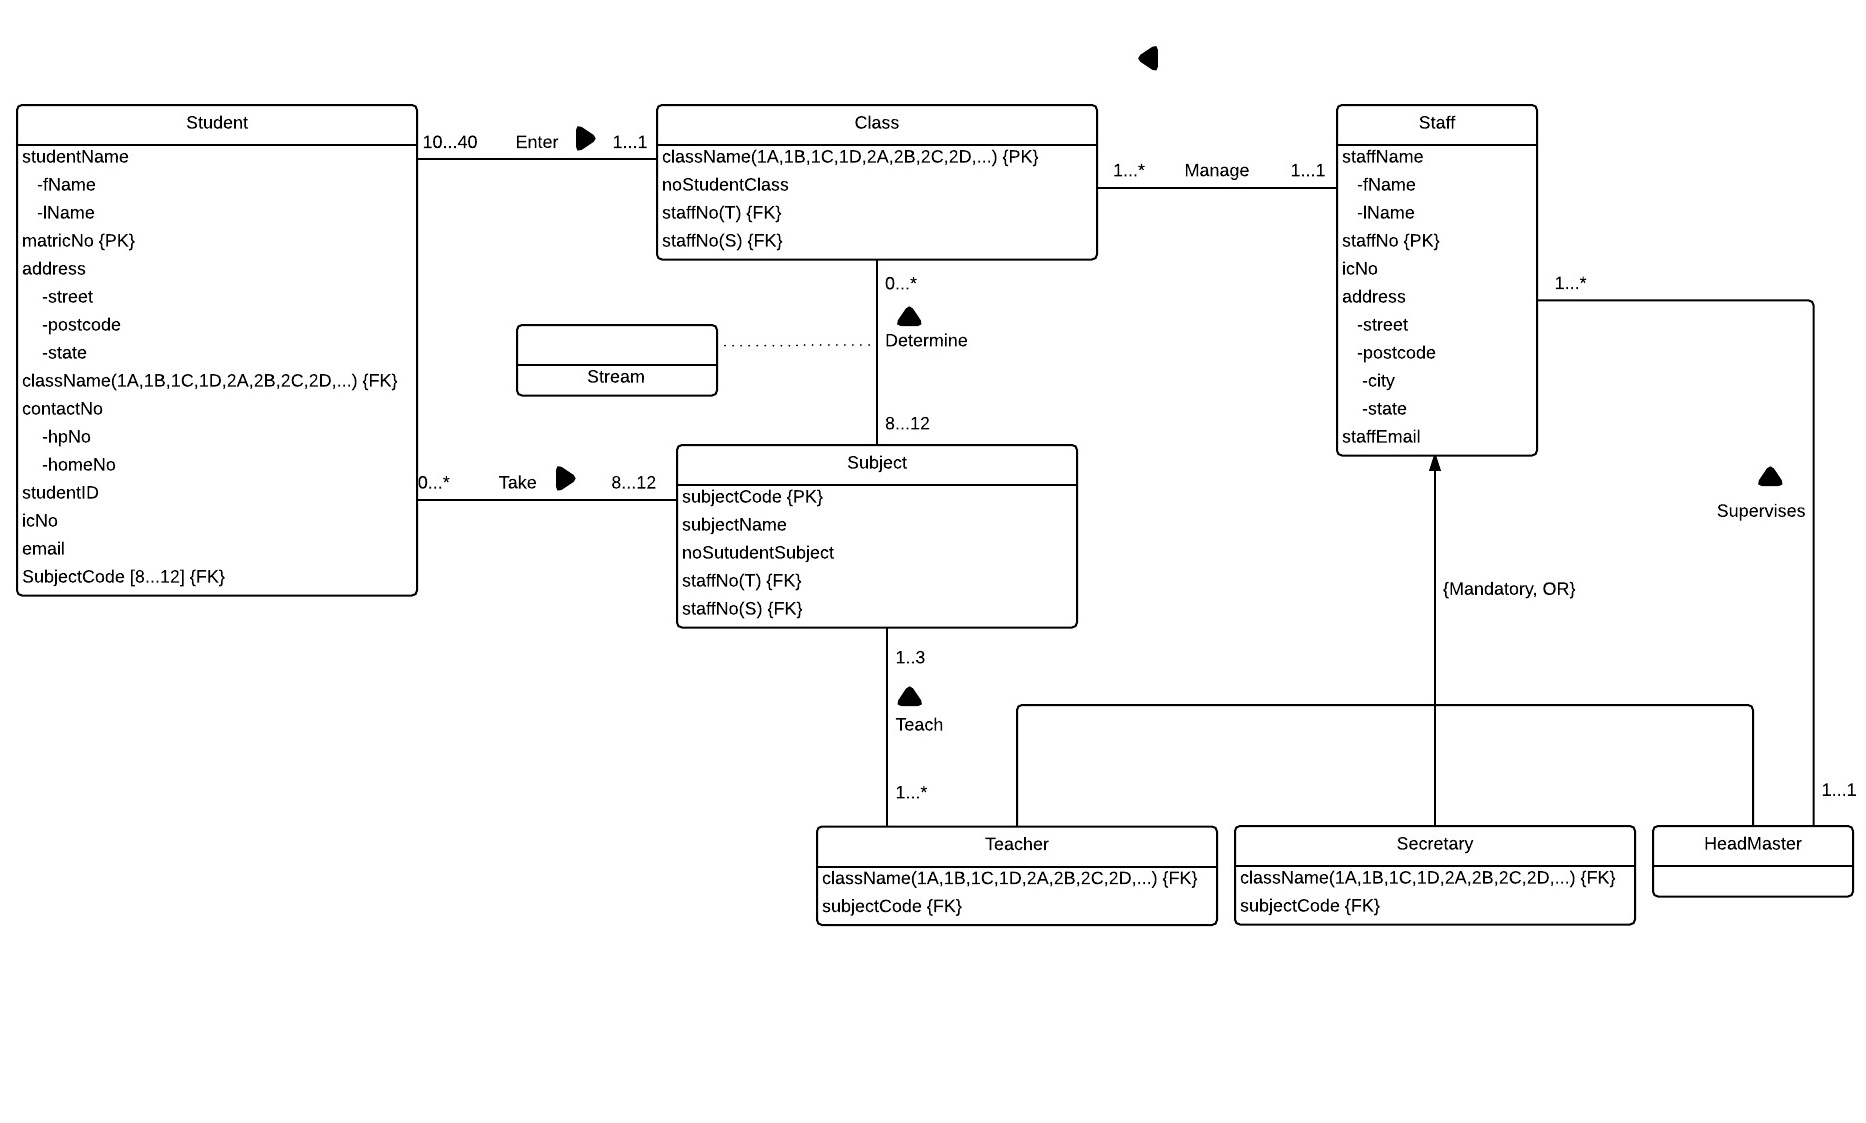 Student
studentName
-fName
-lName
matricNo {PK}
address
-street
-postcode
-state
className(1A,1B,1C,1D,2A,2B,2C,2D,...) {FK}
contactNo
-hpNo
-homeNo
studentID
icNo
email
SubjectCode [8...12] {FK}
10...40 Enter 1...1
0...* Take 8...12
Class
className(1A,1B,1C,1D,2A,2B,2C,2D,...) {PK}
noStudentClass
staffNo(T) {FK}
staffNo(S) {FK}
0...*
Determine
8...12
Stream
Subject
subjectCode {PK}
subjectName
noSutudentSubject
staffNo(T) {FK}
staffNo(S) {FK}
1..3
Teach
1...*
1...* Manage 1...1
Staff
staffName
-fName
-lName
staffNo {PK}
icNo
address
-street
-postcode
-city
-state
staffEmail
1...*
Supervises
1...1
{Mandatory, OR}
Teacher
className(1A,1B,1C,1D,2A,2B,2C,2D,...) {FK}
subjectCode {FK}
Secretary
className(1A,1B,1C,1D,2A,2B,2C,2D,...) {FK}
subjectCode {FK}
HeadMaster